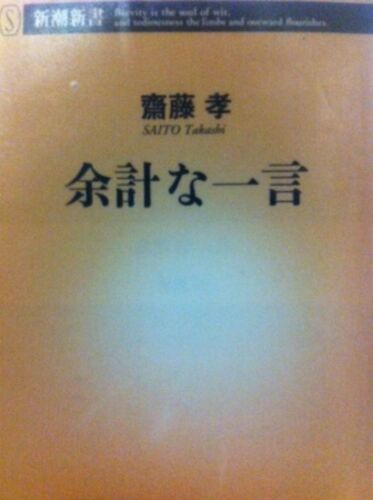 S
新潮新書
Brevity is the soul of wit,
and tediousness the limbs and outward flourishes.
齋藤 孝
SAITO Takashi
余計な一言